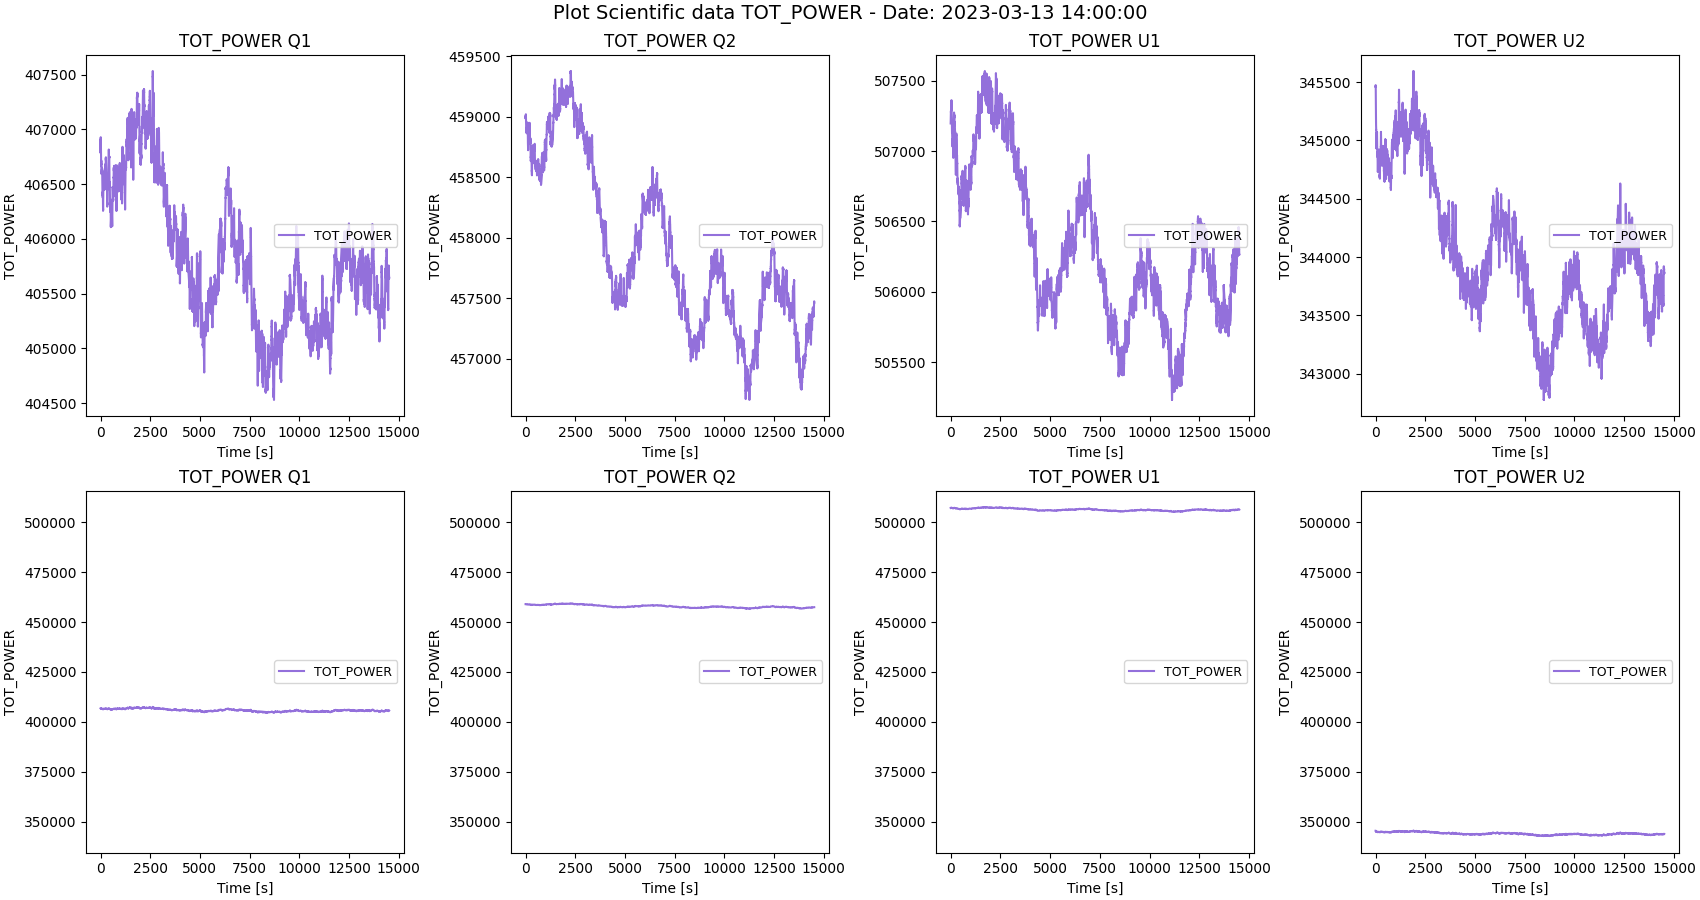 Plot Scientific data TOT_POWER - Date: 2023-03-13 14:00:00
TOT_POWER Q1
407500
407000
406500
406000
405500
405000
404500
TOT_POWER
TOT_POWER
0 2500 5000 7500 10000 12500 15000
Time [s]
TOT_POWER Q2
459500
459000
458500
458000
457500
457000
TOT_POWER
TOT_POWER
0 2500 5000 7500 10000 12500 15000
Time [s]
TOT_POWER U1
507500
507000
506500
506000
505500
TOT_POWER
TOT_POWER
0 2500 5000 7500 10000 12500 15000
Time [s]
TOT_POWER U2
345500
345000
344500
344000
343500
343000
TOT_POWER
TOT_POWER
0 2500 5000 7500 10000 12500 15000
Time [s]
TOT_POWER Q1
500000
475000
450000
425000
400000
375000
350000
TOT_POWER
TOT_POWER
0 2500 5000 7500 10000 12500 15000
Time [s]
TOT_POWER Q2
500000
475000
450000
425000
400000
375000
350000
TOT_POWER
TOT_POWER
0 2500 5000 7500 10000 12500 15000
Time [s]
TOT_POWER U1
500000
475000
450000
425000
400000
375000
350000
TOT_POWER
TOT_POWER
0 2500 5000 7500 10000 12500 15000
Time [s]
TOT_POWER U2
500000
475000
450000
425000
400000
375000
350000
TOT_POWER
TOT_POWER
0 2500 5000 7500 10000 12500 15000
Time [s]